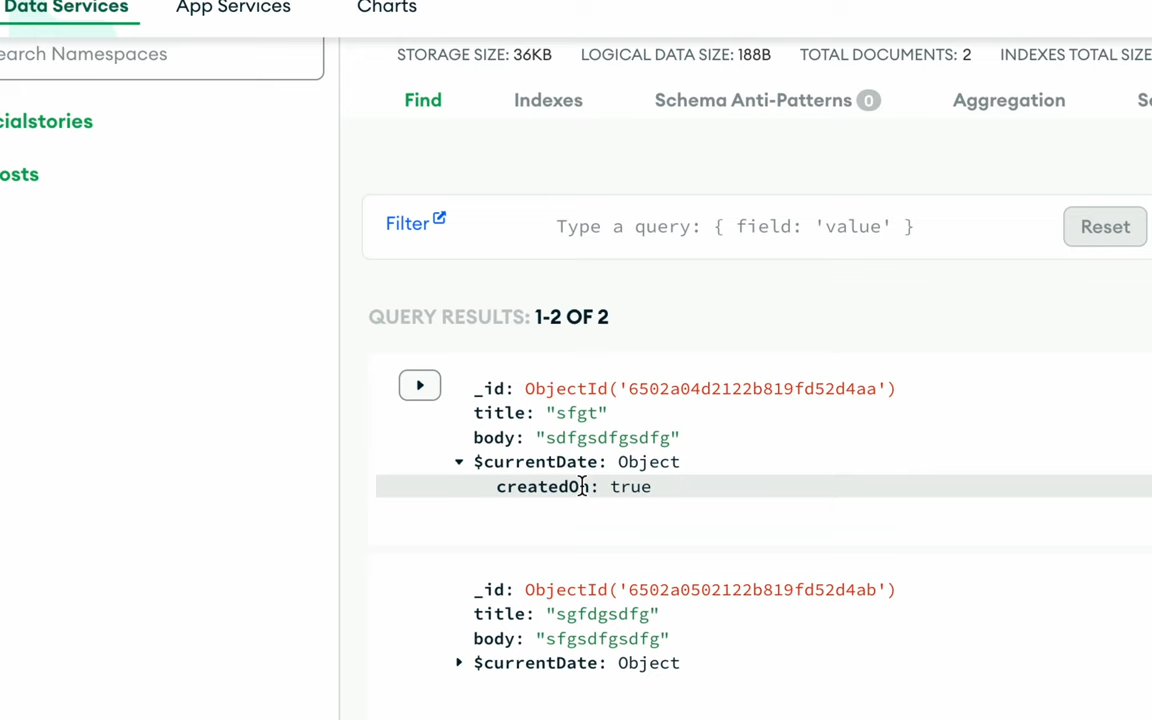 Data Services App Services Charts
earch Namespaces
STORAGE SIZE: 36KB LOGICAL DATA SIZE: 188B TOTAL DOCUMENTS: 2 INDEXES TOTAL SIZE
Find Indexes Schema Anti-Patterns 0 Aggregation Se
cialstories
osts
Filter Type a query: { field: 'value' } Reset
QUERY RESULTS: 1-2 OF 2
_id: ObjectId('6502a04d2122b819fd52d4aa')
title: "sfgt"
body: "sdfgsdfgsdfg"
$currentDate: Object
createdOn: true
_id: ObjectId('6502a0502122b819fd52d4ab')
title: "sgfdgsdfg"
body: "sfgsdfgsdfg"
$currentDate: Object